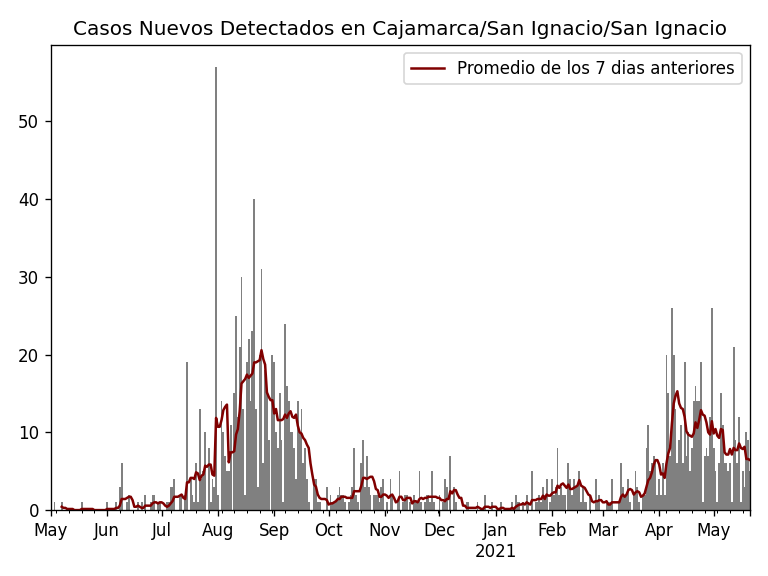 Casos Nuevos Detectados en Cajamarca/San Ignacio/San Ignacio
Promedio de los 7 dias anteriores
50
40
30
20
10
0
May Jun Jul Aug Sep Oct Nov Dec Jan Feb Mar Apr May
2021